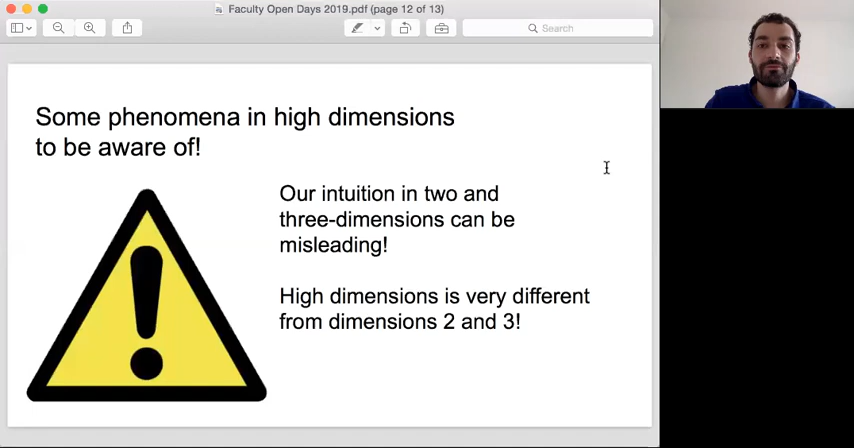 Faculty Open Days 2019.pdf (page 12 of 13)
Search
Some phenomena in high dimensions
to be aware of!
Our intuition in two and
three-dimensions can be
misleading!
High dimensions is very different
from dimensions 2 and 3!